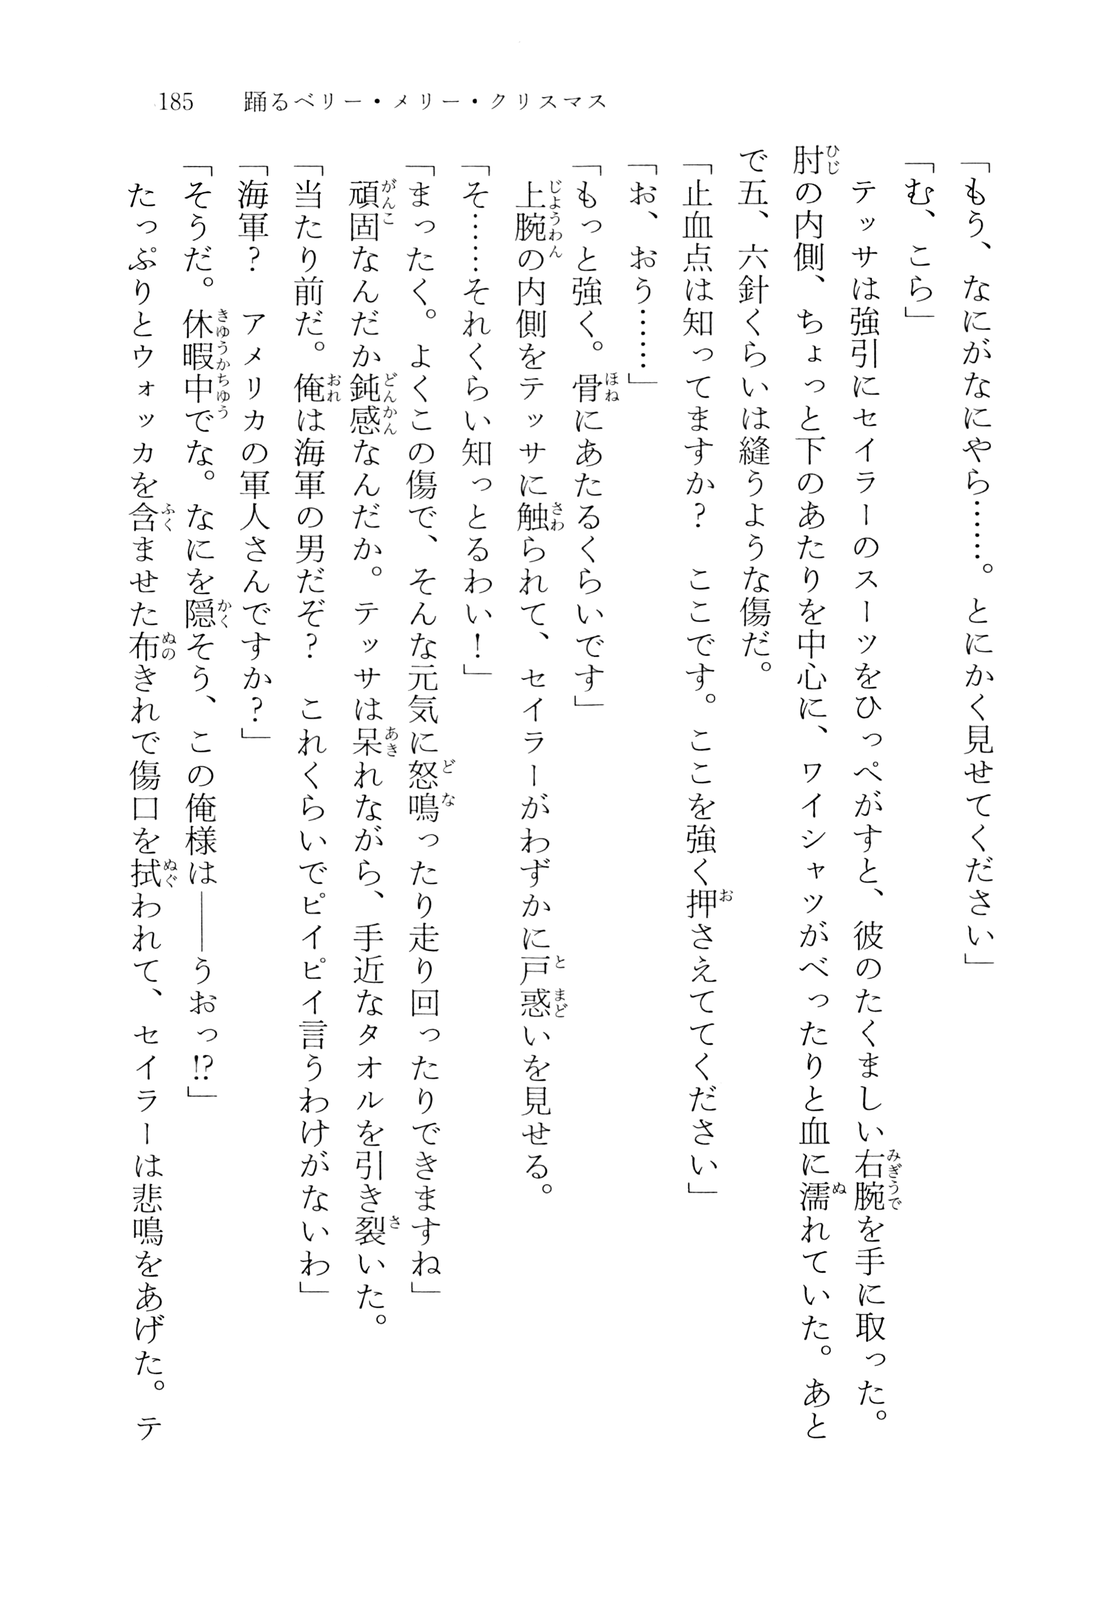 185　踊るベリー・メリー・クリスマス
「もう、なにがなにやら……。とにかく見せてください」
「む、こら」
　テッサは強引にセイラーのスーツをひっぺがすと、彼のたくましい右腕を手に取った。
肘の内側、ちょっと下のあたりを中心に、ワイシャツがべったりと血に濡れていた。あと
で五、六針くらいは縫うような傷だ。
「止血点は知ってますか？　ここです。ここを強く押さえててください」
「お、おう……」
「もっと強く。骨にあたるくらいです」
　上腕の内側をテッサに触られて、セイラーがわずかに戸惑いを見せる。
「そ……それくらい知っとるわい！」
「まったく。よくこの傷で、そんな元気に怒鳴ったり走り回ったりできますね」
　頑固なんだか鈍感なんだか。テッサは呆れながら、手近なタオルを引き裂いた。
「当たり前だ。俺は海軍の男だぞ？　これくらいでピイピイ言うわけがないわ」
「海軍？　アメリカの軍人さんですか？」
「そうだ。休暇中でな。なにを隠そう、この俺様は――うおっ!?」
　たっぷりとウォッカを含ませた布きれで傷口を拭われて、セイラーは悲鳴をあげた。テ